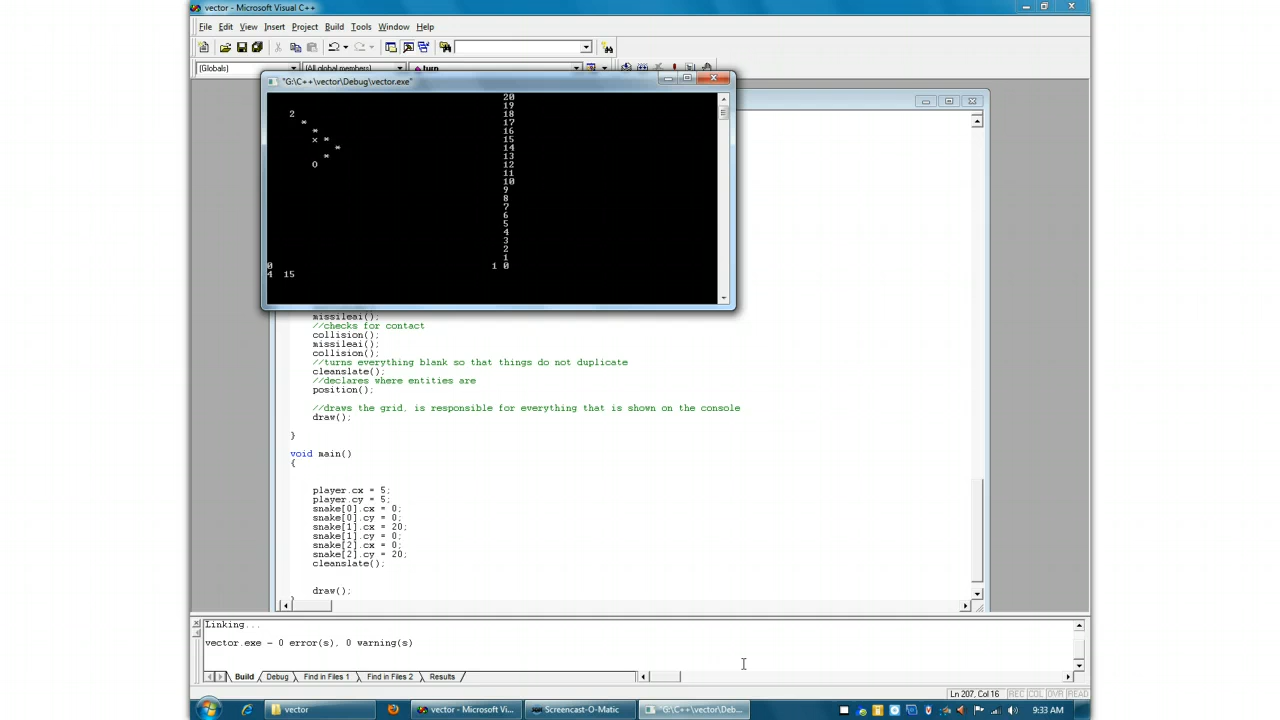 vector - Microsoft Visual C++
File Edit View Insert Project Build Tools Window Help
(Globals) (All global members) turn
"G:\C++\vector\Debug\vector.exe"
20
19
2 18
* 17
* 16
x * 15
* 14
* 13
O 12
11
10
9
8
7
6
5
4
3
2
1
0 1 0
4 15
missileai();
//checks for contact
collision();
missileai();
collision();
//turns everything blank so that things do not duplicate
cleanslate();
//declares where entities are
position();
//draws the grid, is responsible for everything that is shown on the console
draw();
}
void main()
{
player.cx = 5;
player.cy = 5;
snake[0].cx = 0;
snake[0].cy = 0;
snake[1].cx = 20;
snake[1].cy = 0;
snake[2].cx = 0;
snake[2].cy = 20;
cleanslate();
draw();
Linking...
vector.exe - 0 error(s), 0 warning(s)
Build Debug Find in Files 1 Find in Files 2 Results
Ln 207, Col 16 REC COL OVR READ
vector vector - Microsoft Vi... Screencast-O-Matic "G:\C++\vector\Deb... 9:33 AM